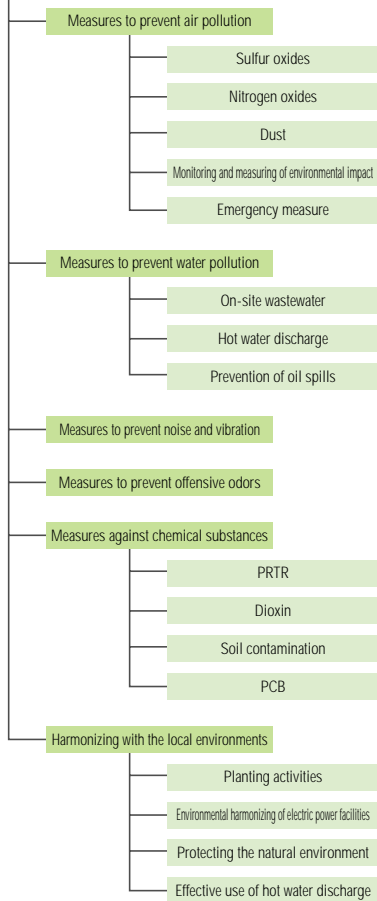 Measures to prevent air pollution
Sulfur oxides
Nitrogen oxides
Dust
Monitoring and measuring of environmental impact
Emergency measure
Measures to prevent water pollution
On-site wastewater
Hot water discharge
Prevention of oil spills
Measures to prevent noise and vibration
Measures to prevent offensive odors
Measures against chemical substances
PRTR
Dioxin
Soil contamination
PCB
Harmonizing with the local environments
Planting activities
Environmental harmonizing of electric power facilities
Protecting the natural environment
Effective use of hot water discharge